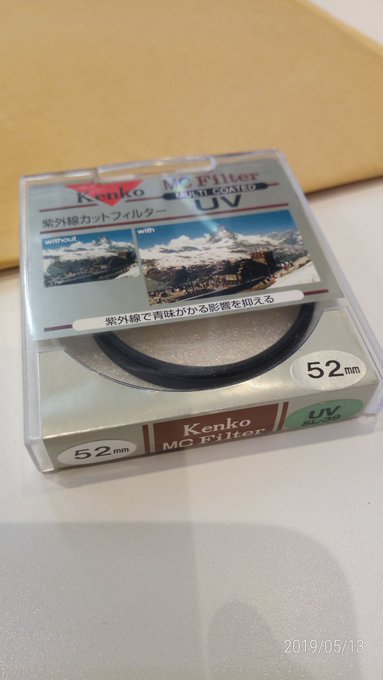 Kenko
MC Filter
MULTI COATED
UV
紫外線カットフィルター
without
with
紫外線で青味がかる影響を抑える
52mm
Kenko
MC Filter
UV
SL-39
52mm
2019/05/13